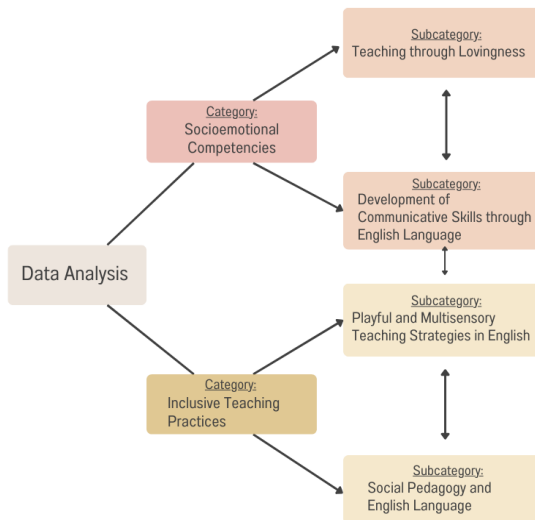 Subcategory:
Teaching through Lovingness
Category:
Socioemotional
Competencies
Subcategory:
Development of
Communicative Skills through
English Language
Data Analysis
Subcategory:
Playful and Multisensory
Teaching Strategies in English
Category:
Inclusive Teaching
Practices
Subcategory:
Social Pedagogy and
English Language